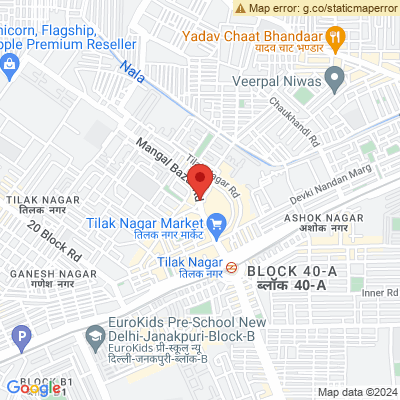 Map error: g.co/staticmaperror
nicorn, Flagship,
pple Premium Reseller
Yadav Chaat Bhandaar
यादव चाट भण्डार
Nala
Veerpal Niwas
Chaukhandi Rd
Mangal Baza Rd
Tilak Nagar Rd
Devki Nandan Marg
TILAK NAGAR
तिलक नगर
20 Block Rd
Tilak Nagar Market
तिलक नगर मार्केट
ASHOK NAGAR
अशोक नगर
GANESH NAGAR
गणेश नगर
Tilak Nagar
तिलक नगर
BLOCK 40-A
ब्लॉक 40-A
Inner Rd
EuroKids Pre-School New
Delhi-Janakpuri-Block-B
EuroKids प्री-स्कूल न्यू
दिल्ली-जनकपुरी-ब्लॉक-B
BLOCK B1
Google
Map data ©2024